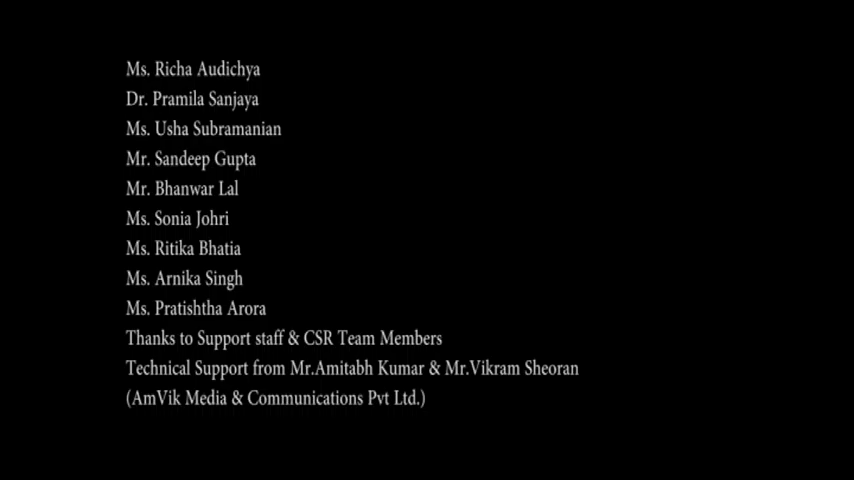 Ms. Richa Audichya
Dr. Pramila Sanjaya
Ms. Usha Subramanian
Mr. Sandeep Gupta
Mr. Bhanwar Lal
Ms. Sonia Johri
Ms. Ritika Bhatia
Ms. Arnika Singh
Ms. Pratishtha Arora
Thanks to Support staff & CSR Team Members
Technical Support from Mr.Amitabh Kumar & Mr.Vikram Sheoran
(AmVik Media & Communications Pvt Ltd.)